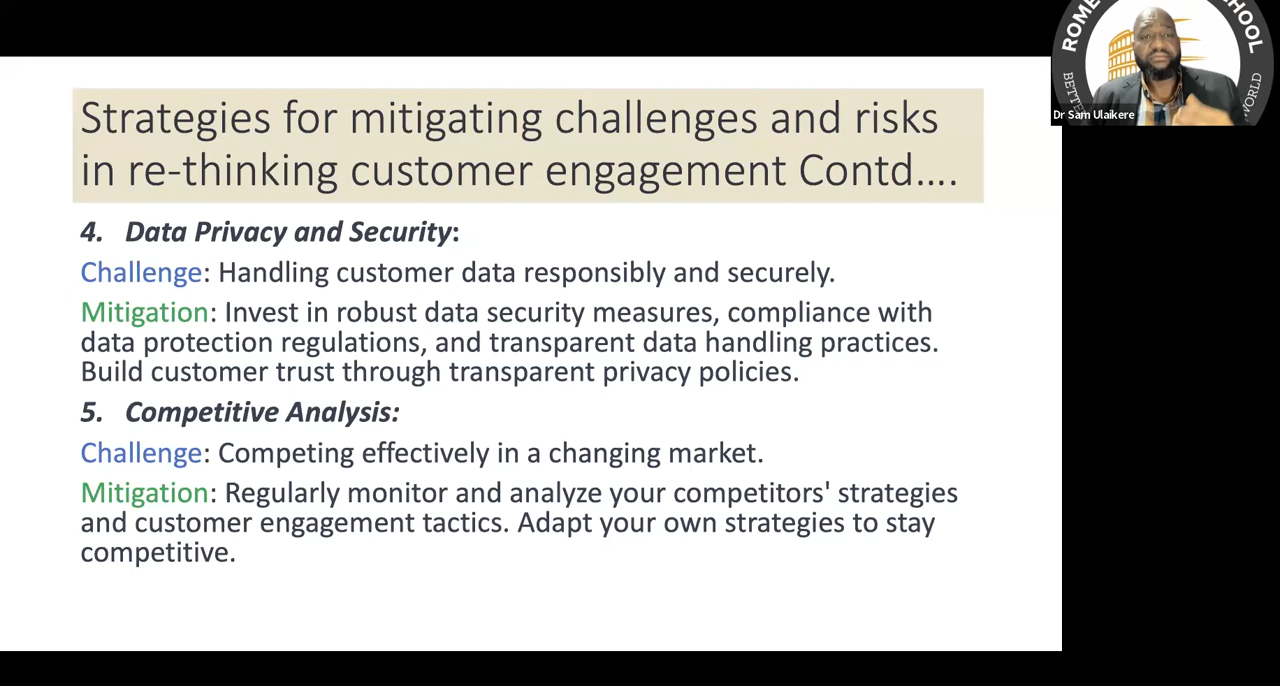 Strategies for mitigating challenges and risks
in re-thinking customer engagement Contd....
4. Data Privacy and Security:
Challenge: Handling customer data responsibly and securely.
Mitigation: Invest in robust data security measures, compliance with
data protection regulations, and transparent data handling practices.
Build customer trust through transparent privacy policies.
5. Competitive Analysis:
Challenge: Competing effectively in a changing market.
Mitigation: Regularly monitor and analyze your competitors' strategies
and customer engagement tactics. Adapt your own strategies to stay
competitive.
Dr Sam Ulaikere